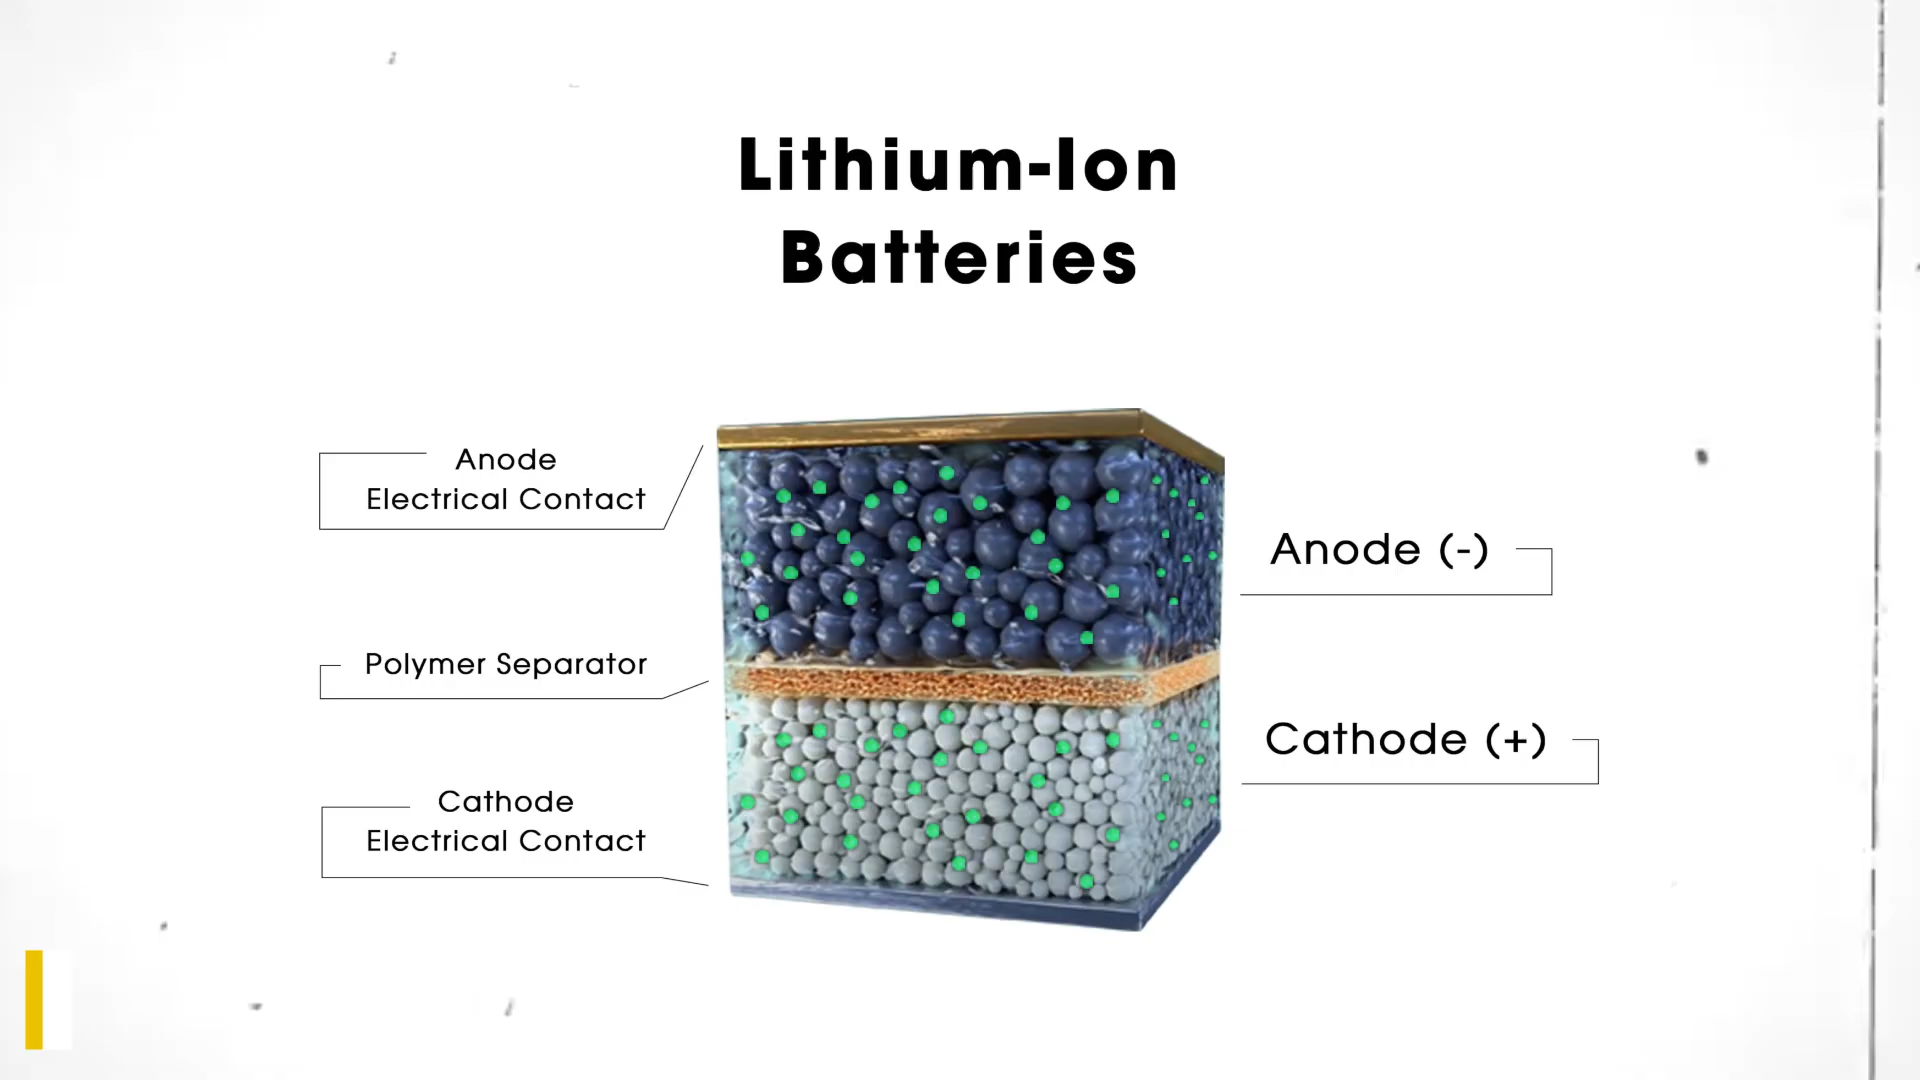 Lithium-Ion
Batteries
Anode
Electrical Contact
Polymer Separator
Cathode
Electrical Contact
Anode (-)
Cathode (+)